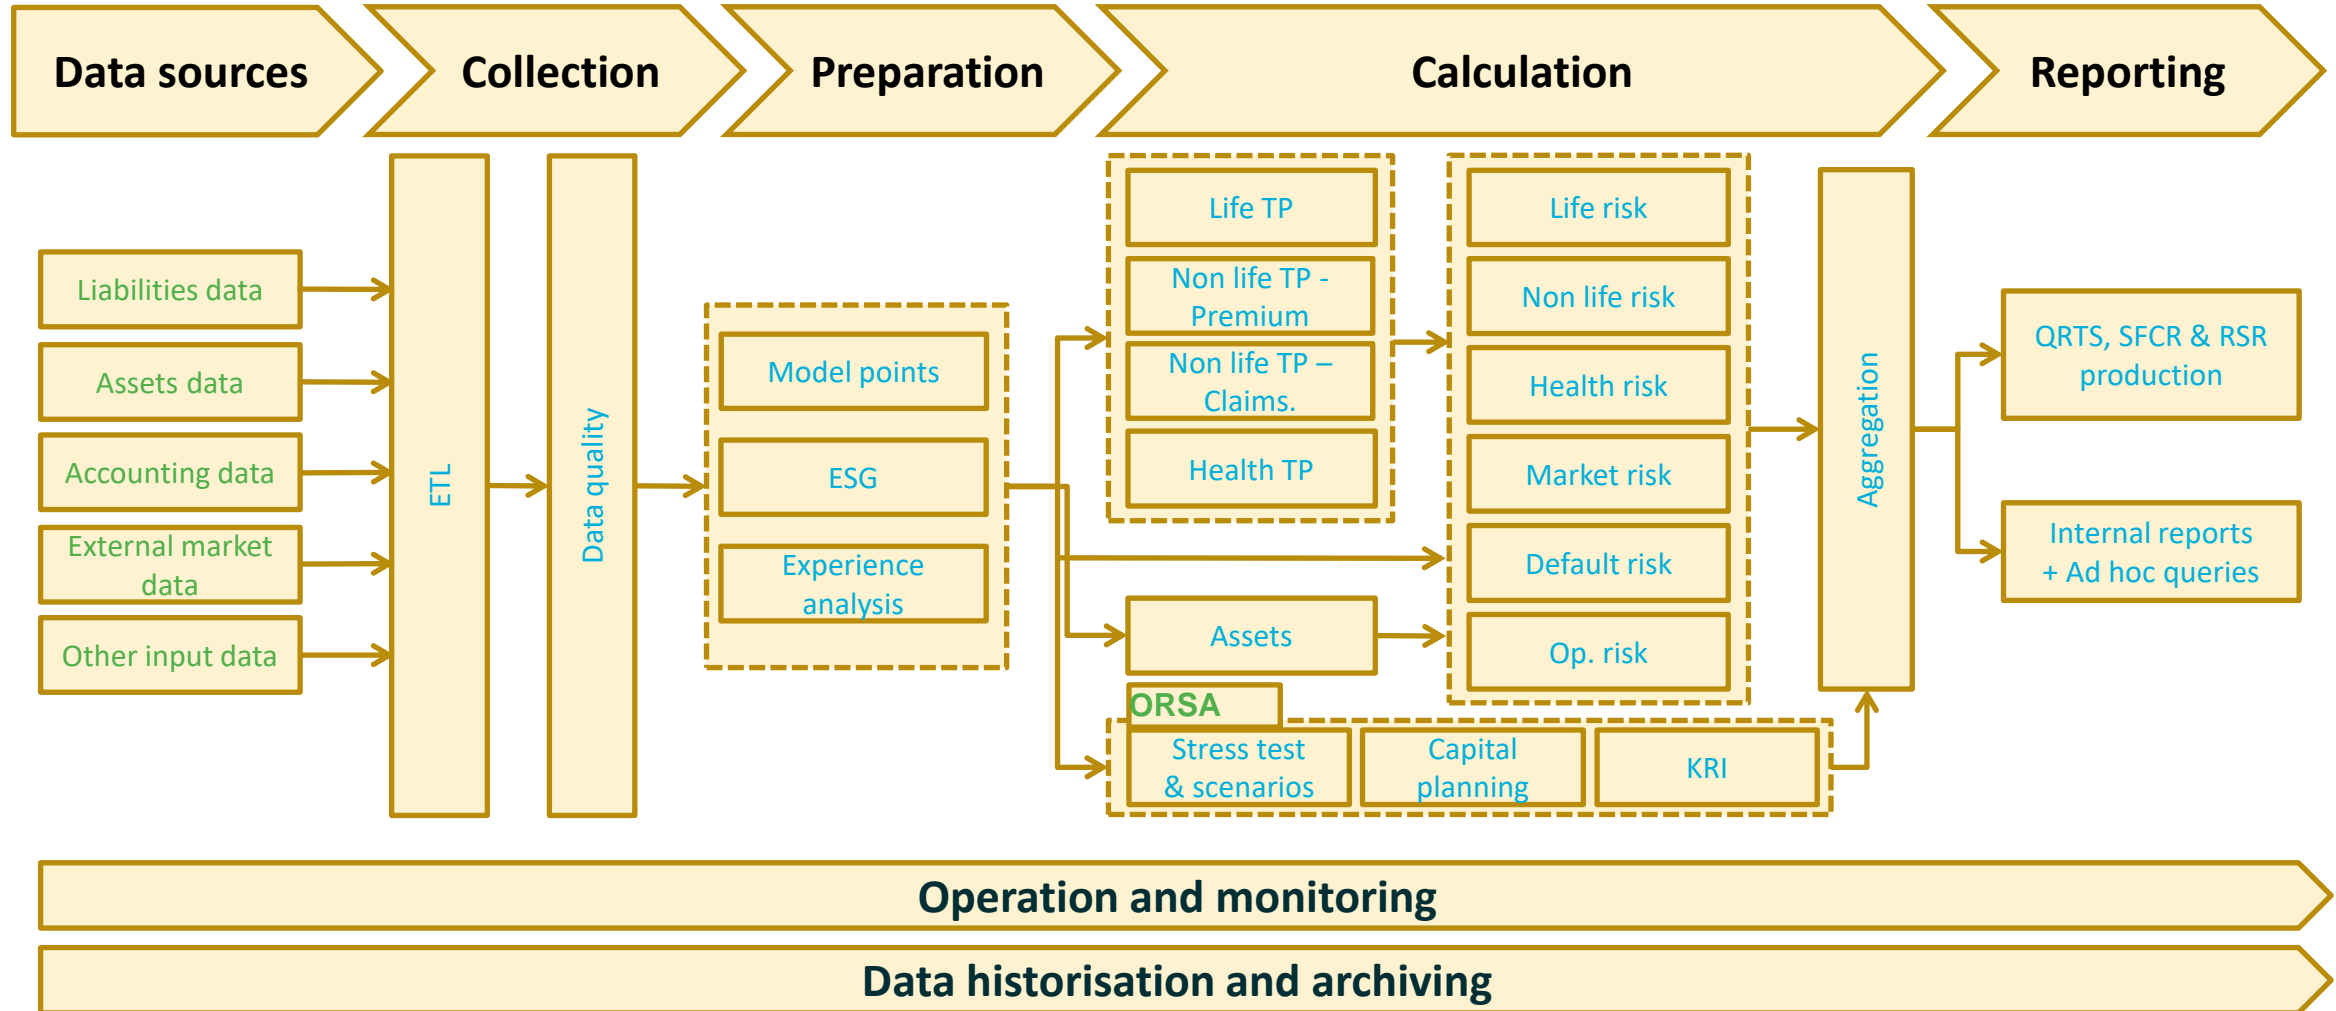 Data sources
Collection
Preparation
Calculation
Reporting
Liabilities data
Assets data
Accounting data
External market
data
Other input data
ETL
Data quality
Model points
ESG
Experience
analysis
Life TP
Non life TP -
Premium
Non life TP –
Claims.
Health TP
Assets
Life risk
Non life risk
Health risk
Market risk
Default risk
Op. risk
ORSA
Stress test
& scenarios
Capital
planning
KRI
Aggregation
QRTS, SFCR & RSR
production
Internal reports
+ Ad hoc queries
Operation and monitoring
Data historisation and archiving